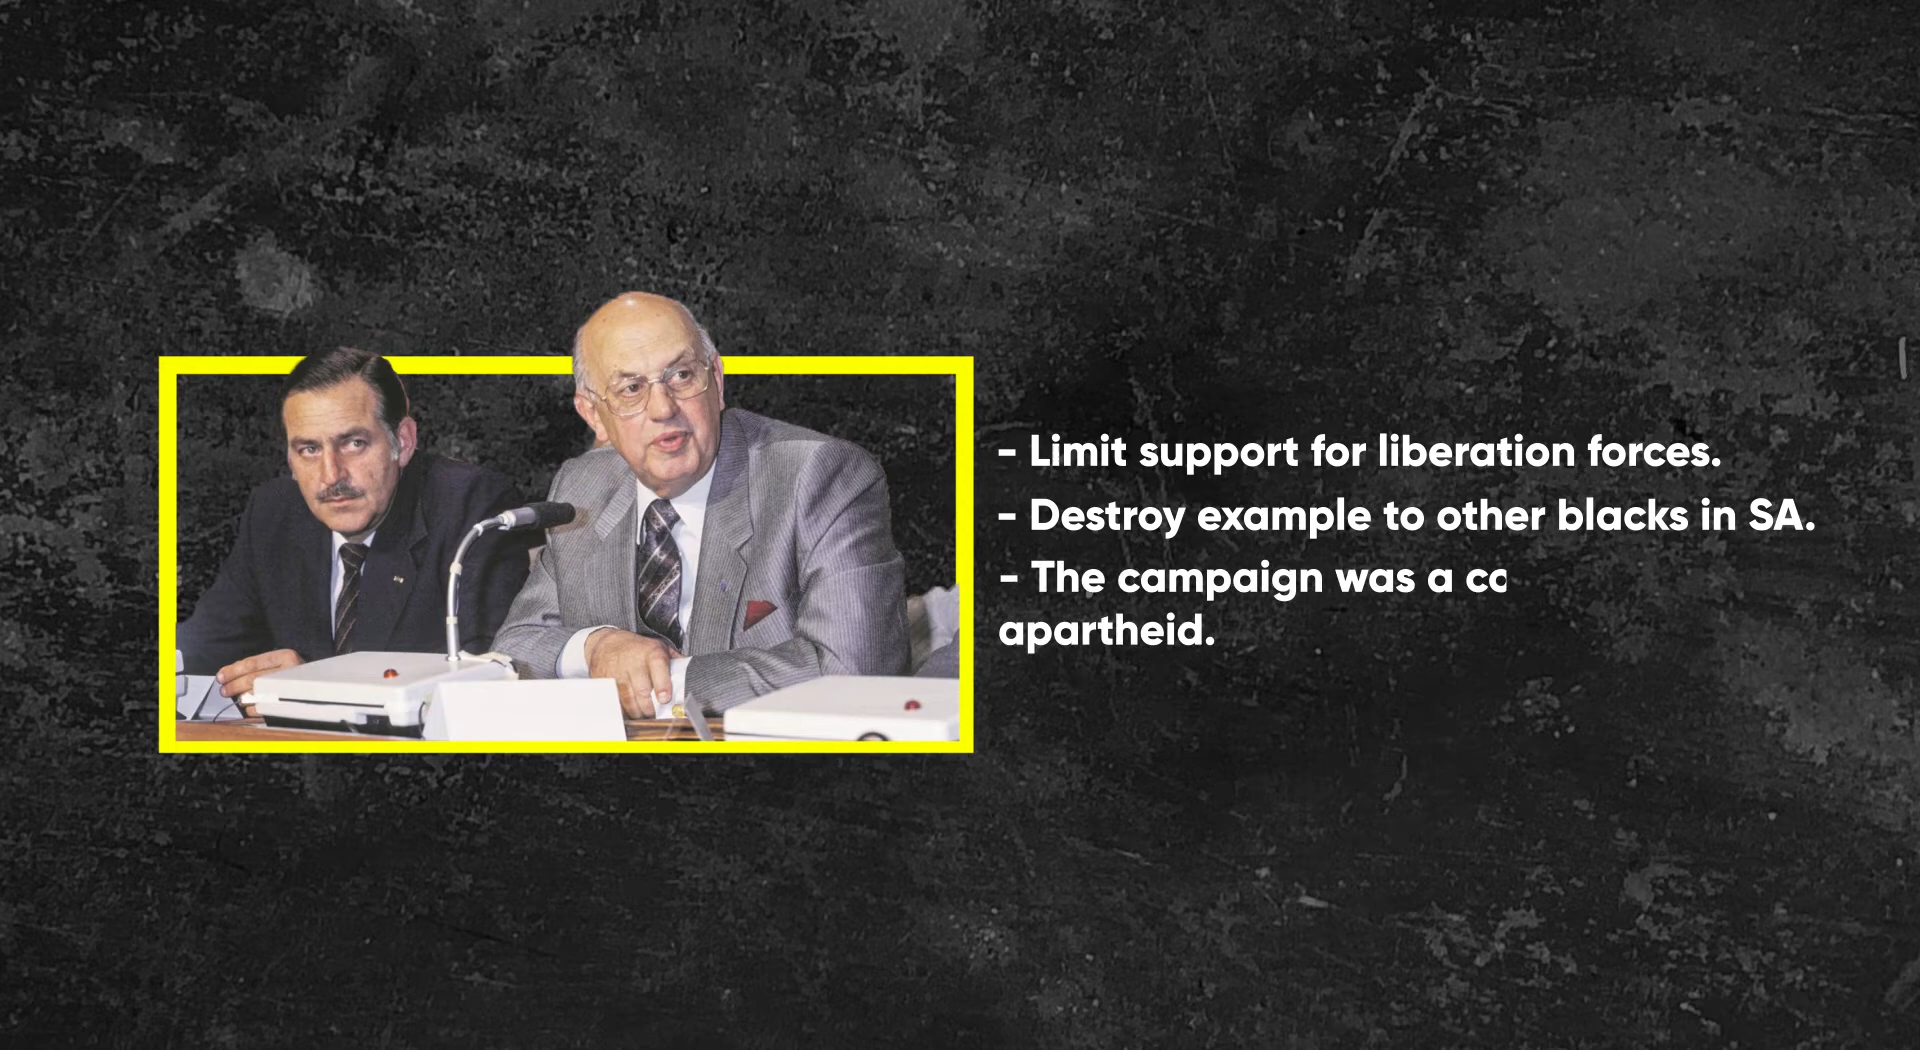 - Limit support for liberation forces.
- Destroy example to other blacks in SA.
- The campaign was a
apartheid.